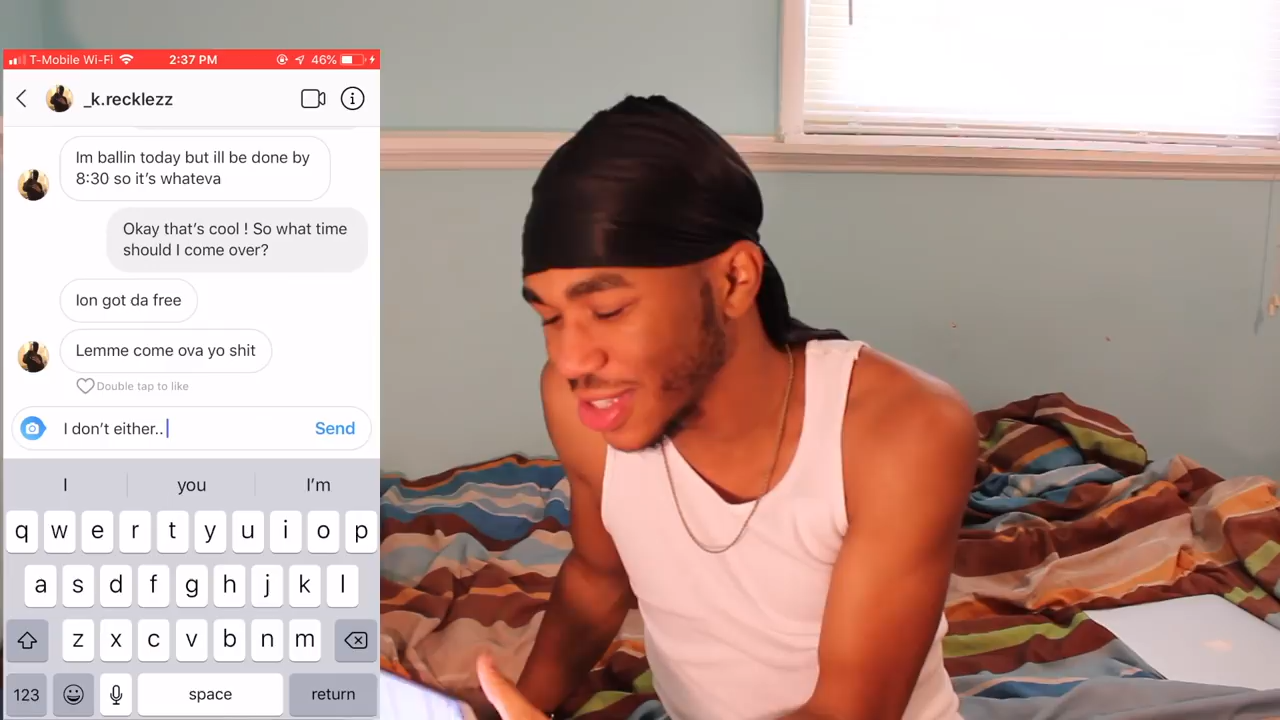 T-Mobile Wi-Fi 2:37 PM 46%
_k.recklezz
Im ballin today but ill be done by
8:30 so it's whateva
Okay that's cool ! So what time
should I come over?
Ion got da free
Lemme come ova yo shit
Double tap to like
I don't either.. Send
I you I'm
q w e r t y u i o p
a s d f g h j k l
z x c v b n m
123 space return